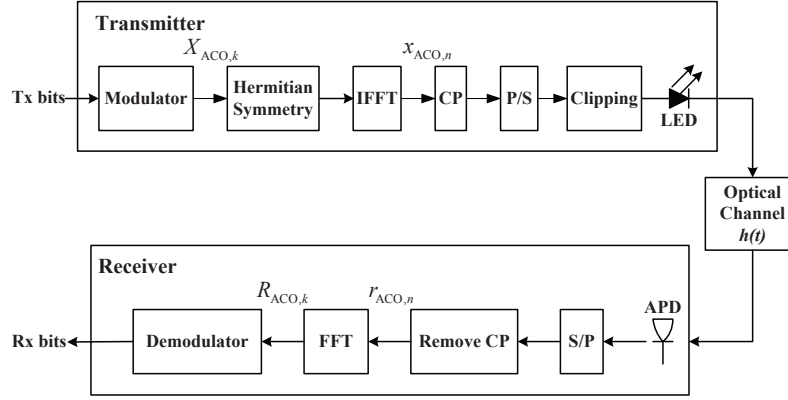 Transmitter
X_ACO,k
x_ACO,n
Tx bits
Modulator
Hermitian
Symmetry
IFFT
CP
P/S
Clipping
LED
Optical
Channel
h(t)
Receiver
R_ACO,k
r_ACO,n
APD
Rx bits
Demodulator
FFT
Remove CP
S/P